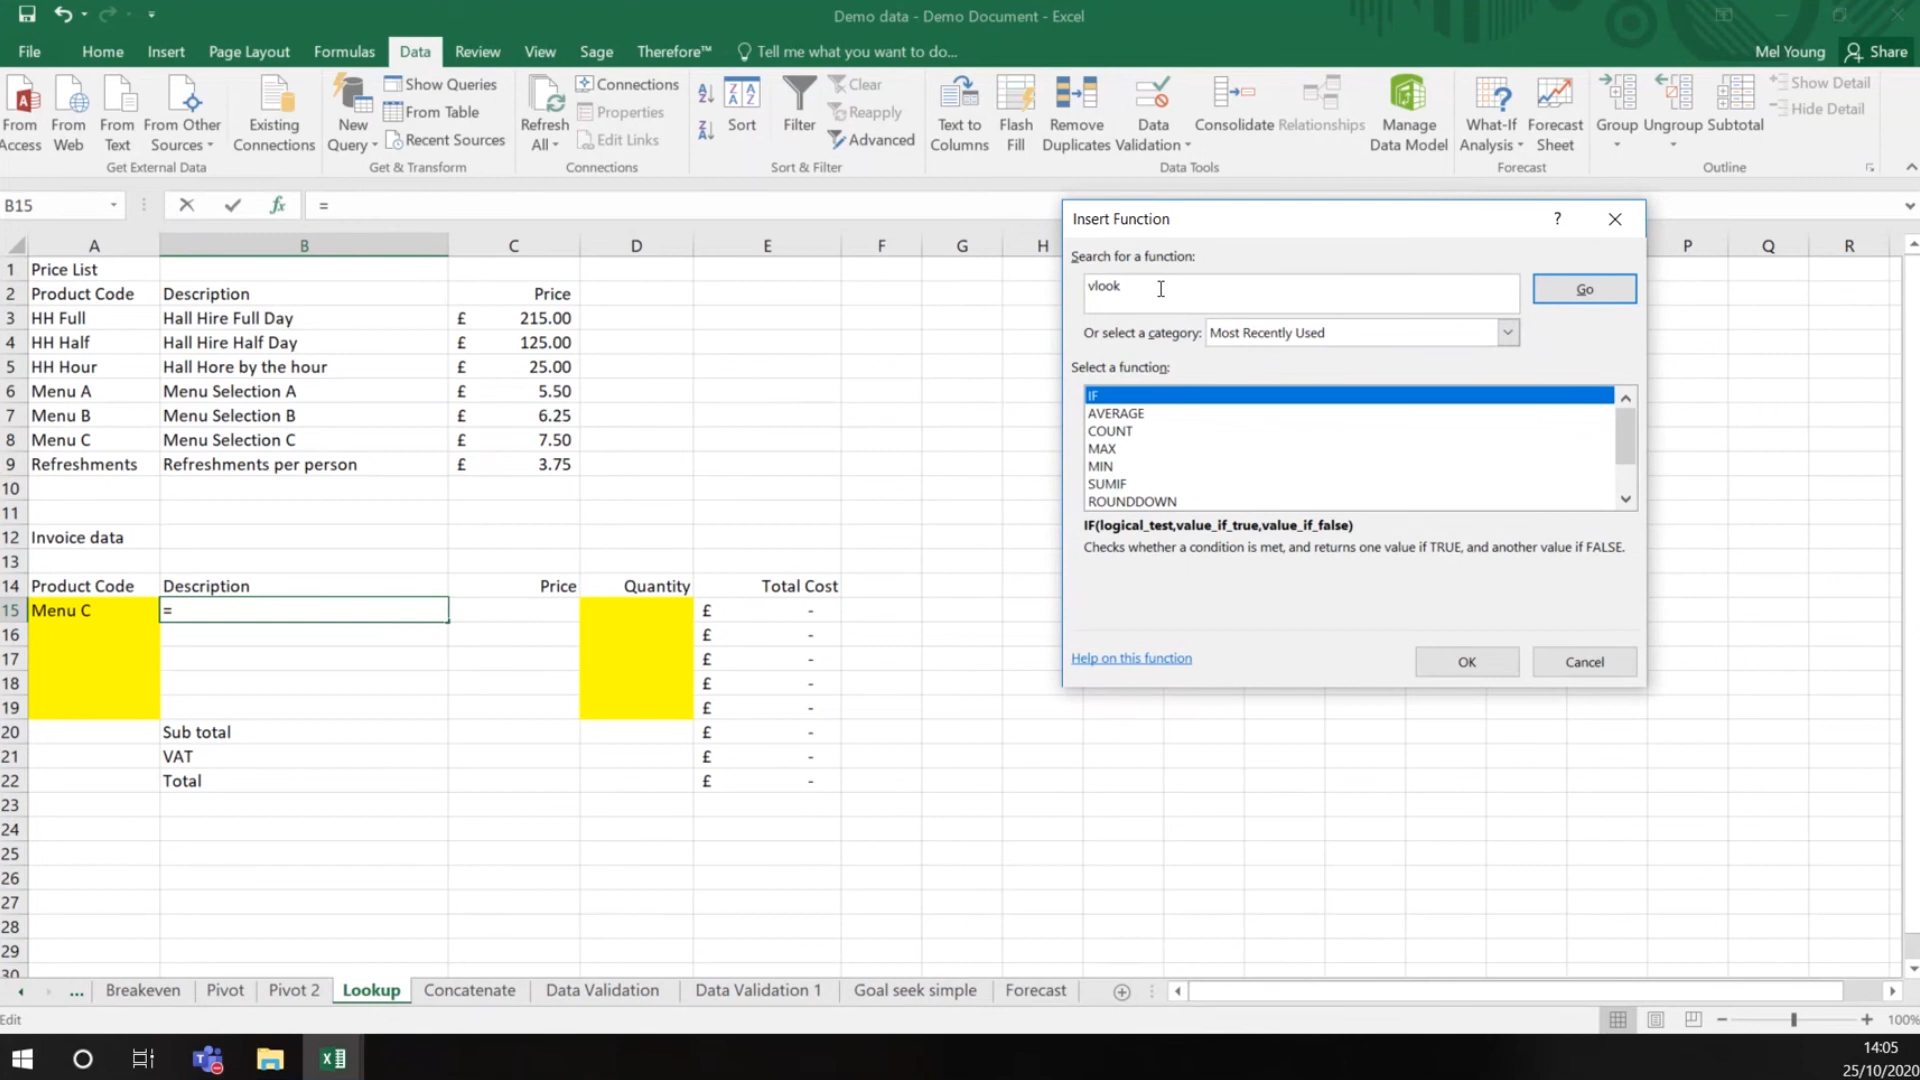 Demo data - Demo Document - Excel
File Home Insert Page Layout Formulas Data Review View Sage Therefore™ Tell me what you want to do... Mel Young Share
From Access
From Web
From Text
From Other Sources
Existing Connections
Get External Data
New Query
Show Queries
From Table
Recent Sources
Get & Transform
Refresh All
Connections
Properties
Edit Links
Connections
Sort
Filter
Clear
Reapply
Advanced
Sort & Filter
Text to Columns
Flash Fill
Remove Duplicates
Data Validation
Consolidate
Relationships
Manage Data Model
Data Tools
What-If Analysis
Forecast Sheet
Forecast
Group
Ungroup
Subtotal
Show Detail
Hide Detail
Outline
B15 fx =
A B C D E F G H P Q R
1 Price List
2 Product Code Description Price
3 HH Full Hall Hire Full Day £ 215.00
4 HH Half Hall Hire Half Day £ 125.00
5 HH Hour Hall Hore by the hour £ 25.00
6 Menu A Menu Selection A £ 5.50
7 Menu B Menu Selection B £ 6.25
8 Menu C Menu Selection C £ 7.50
9 Refreshments Refreshments per person £ 3.75
10
11
12 Invoice data
13
14 Product Code Description Price Quantity Total Cost
15 Menu C = £ -
16 £ -
17 £ -
18 £ -
19 £ -
20 Sub total £ -
21 VAT £ -
22 Total £ -
23
24
25
26
27
28
29
30
Insert Function ?
Search for a function:
vlook
Go
Or select a category: Most Recently Used
Select a function:
IF
AVERAGE
COUNT
MAX
MIN
SUMIF
ROUNDDOWN
IF(logical_test,value_if_true,value_if_false)
Checks whether a condition is met, and returns one value if TRUE, and another value if FALSE.
Help on this function
OK Cancel
... Breakeven Pivot Pivot 2 Lookup Concatenate Data Validation Data Validation 1 Goal seek simple Forecast
Edit 100%
14:05
25/10/2020